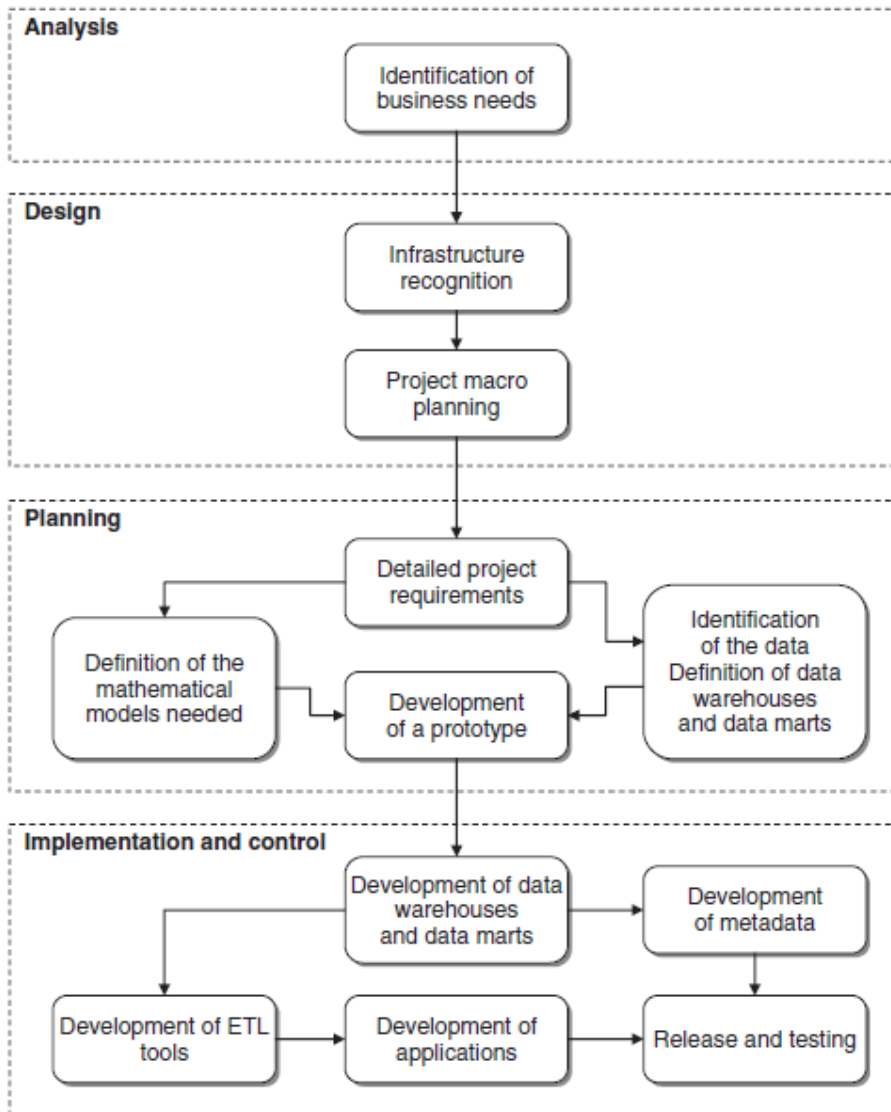 Analysis
Identification of
business needs
Design
Infrastructure
recognition
Project macro
planning
Planning
Detailed project
requirements
Definition of the
mathematical
models needed
Development
of a prototype
Identification
of the data
Definition of data
warehouses
and data marts
Implementation and control
Development of data
warehouses
and data marts
Development
of metadata
Development of ETL
tools
Development of
applications
Release and testing